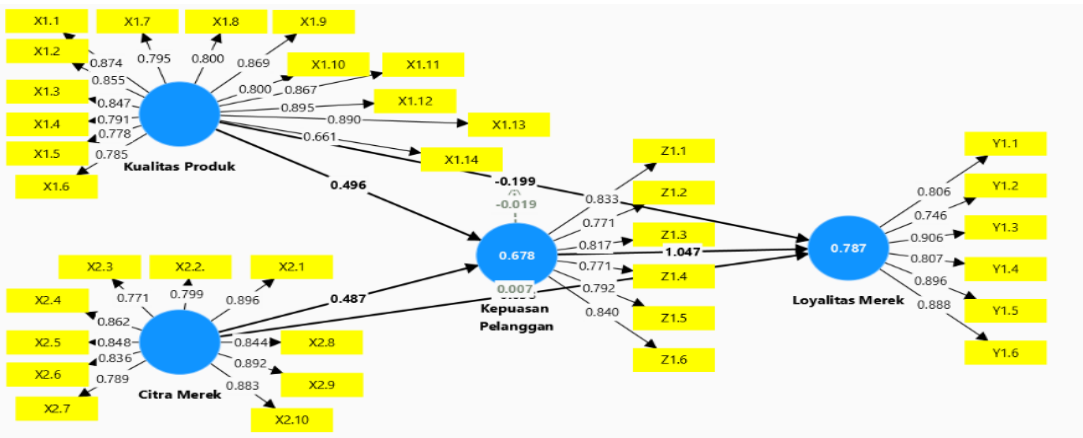 X1.1
X1.7
X1.8
X1.9
X1.2
0.874
0.795
0.800
0.869
X1.10
X1.11
0.855
X1.3
0.847
0.800
0.867
X1.12
X1.4
0.791
0.895
X1.5
0.778
0.890
X1.13
0.785
0.661
X1.14
X1.6
Kualitas Produk
0.496
-0.199
-0.019
Z1.1
0.833
Z1.2
0.771
Z1.3
0.817
0.678
1.047
0.771
Z1.4
0.007
0.792
Kepuasan
Pelanggan
0.840
Z1.5
Z1.6
0.787
Loyalitas Merek
Y1.1
0.806
Y1.2
0.746
Y1.3
0.906
0.807
Y1.4
0.896
Y1.5
0.888
Y1.6
X2.3
X2.2.
X2.1
X2.4
0.771
0.799
0.896
0.487
0.862
X2.5
0.848
0.844
X2.8
0.836
X2.6
0.892
0.789
X2.9
Citra Merek
0.883
X2.7
X2.10